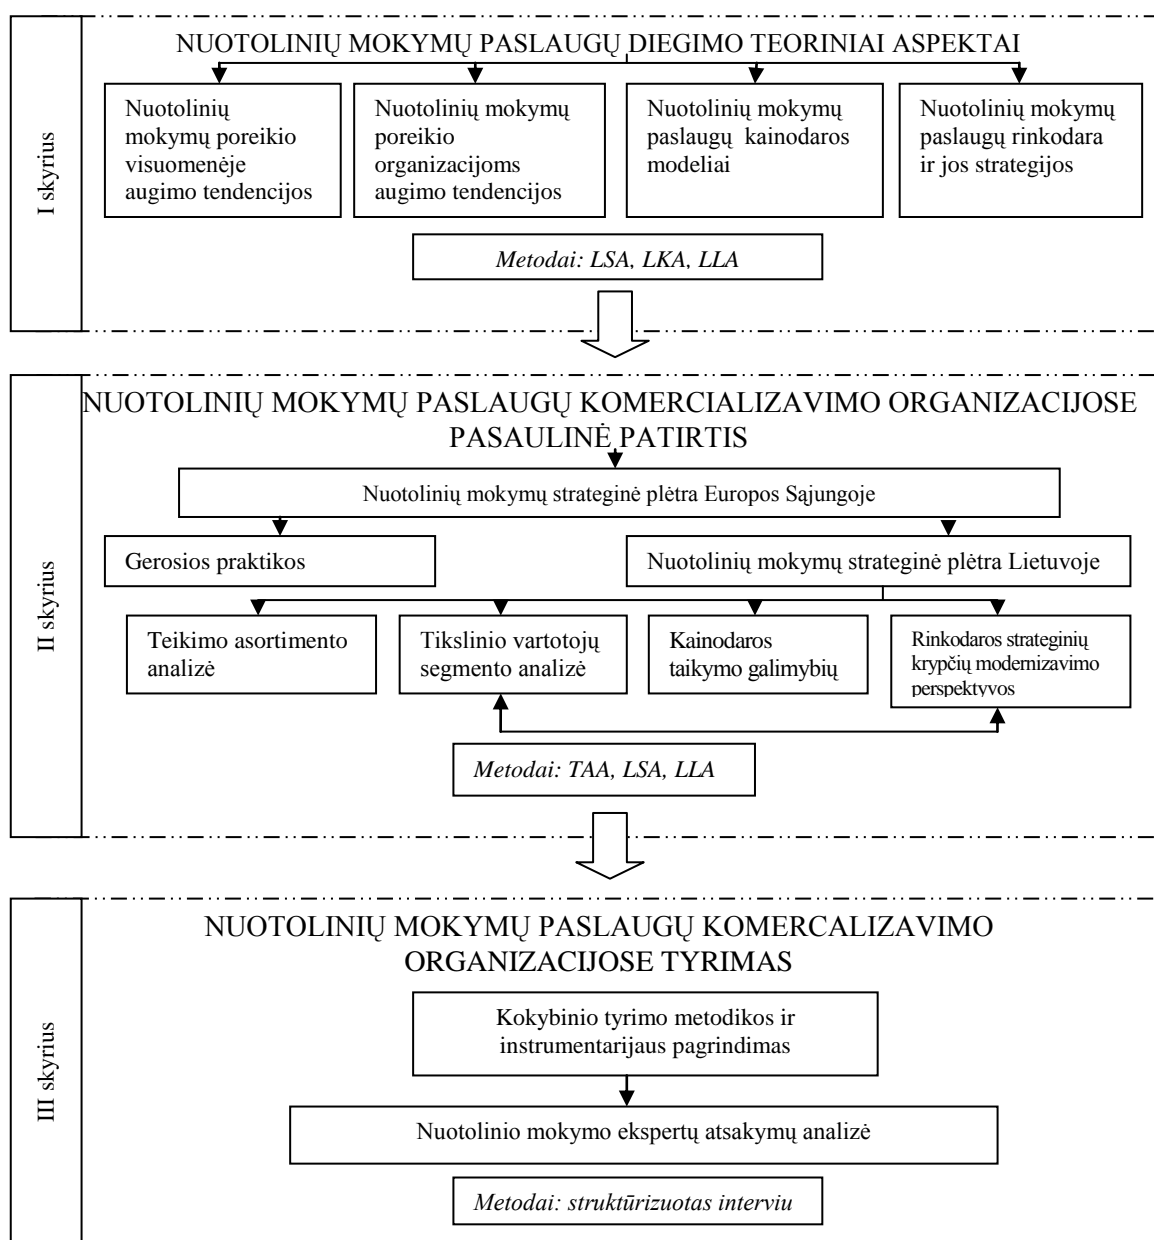 I skyrius
NUOTOLINIŲ MOKYMŲ PASLAUGŲ DIEGIMO TEORINIAI ASPEKTAI
Nuotolinių
mokymų poreikio
visuomenėje
augimo tendencijos
Nuotolinių mokymų
poreikio
organizacijoms
augimo tendencijos
Nuotolinių mokymų
paslaugų kainodaros
modeliai
Nuotolinių mokymų
paslaugų rinkodara
ir jos strategijos
Metodai: LSA, LKA, LLA
II skyrius
NUOTOLINIŲ MOKYMŲ PASLAUGŲ KOMERCIALIZAVIMO ORGANIZACIJOSE
PASAULINĖ PATIRTIS
Nuotolinių mokymų strateginė plėtra Europos Sąjungoje
Gerosios praktikos
Nuotolinių mokymų strateginė plėtra Lietuvoje
Teikimo asortimento
analizė
Tikslinio vartotojų
segmento analizė
Kainodaros
taikymo galimybių
Rinkodaros strateginių
krypčių modernizavimo
perspektyvos
Metodai: TAA, LSA, LLA
III skyrius
NUOTOLINIŲ MOKYMŲ PASLAUGŲ KOMERCALIZAVIMO
ORGANIZACIJOSE TYRIMAS
Kokybinio tyrimo metodikos ir
instrumentarijaus pagrindimas
Nuotolinio mokymo ekspertų atsakymų analizė
Metodai: struktūrizuotas interviu